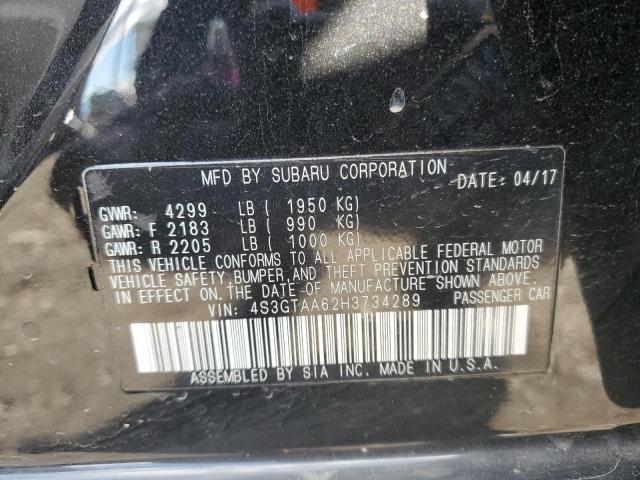 MFD BY SUBARU CORPORATION DATE: 04/17
GVWR: 4299 LB ( 1950 KG)
GAWR: F 2183 LB ( 990 KG)
GAWR: R 2205 LB ( 1000 KG)
THIS VEHICLE CONFORMS TO ALL APPLICABLE FEDERAL MOTOR
VEHICLE SAFETY, BUMPER, AND THEFT PREVENTION STANDARDS
IN EFFECT ON THE DATE OF MANUFACTURE SHOWN ABOVE.
VIN: 4S3GTAA62H3734289 PASSENGER CAR
ASSEMBLED BY SIA INC. MADE IN U.S.A.